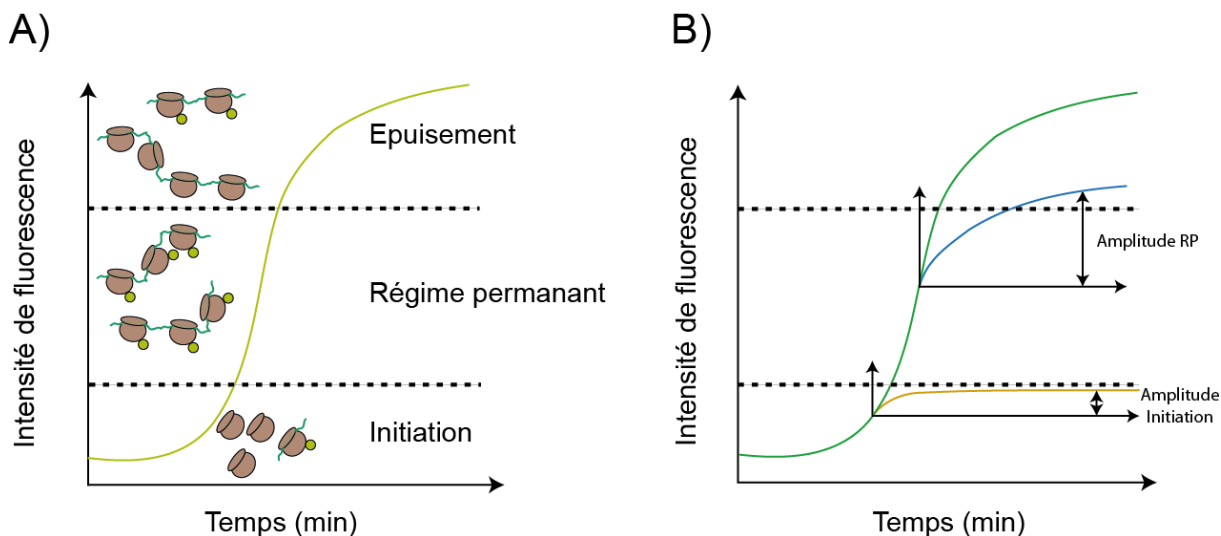 A)
Intensité de fluorescence
Epuisement
Régime permanant
Initiation
Temps (min)
B)
Intensité de fluorescence
Amplitude RP
Amplitude
Initiation
Temps (min)